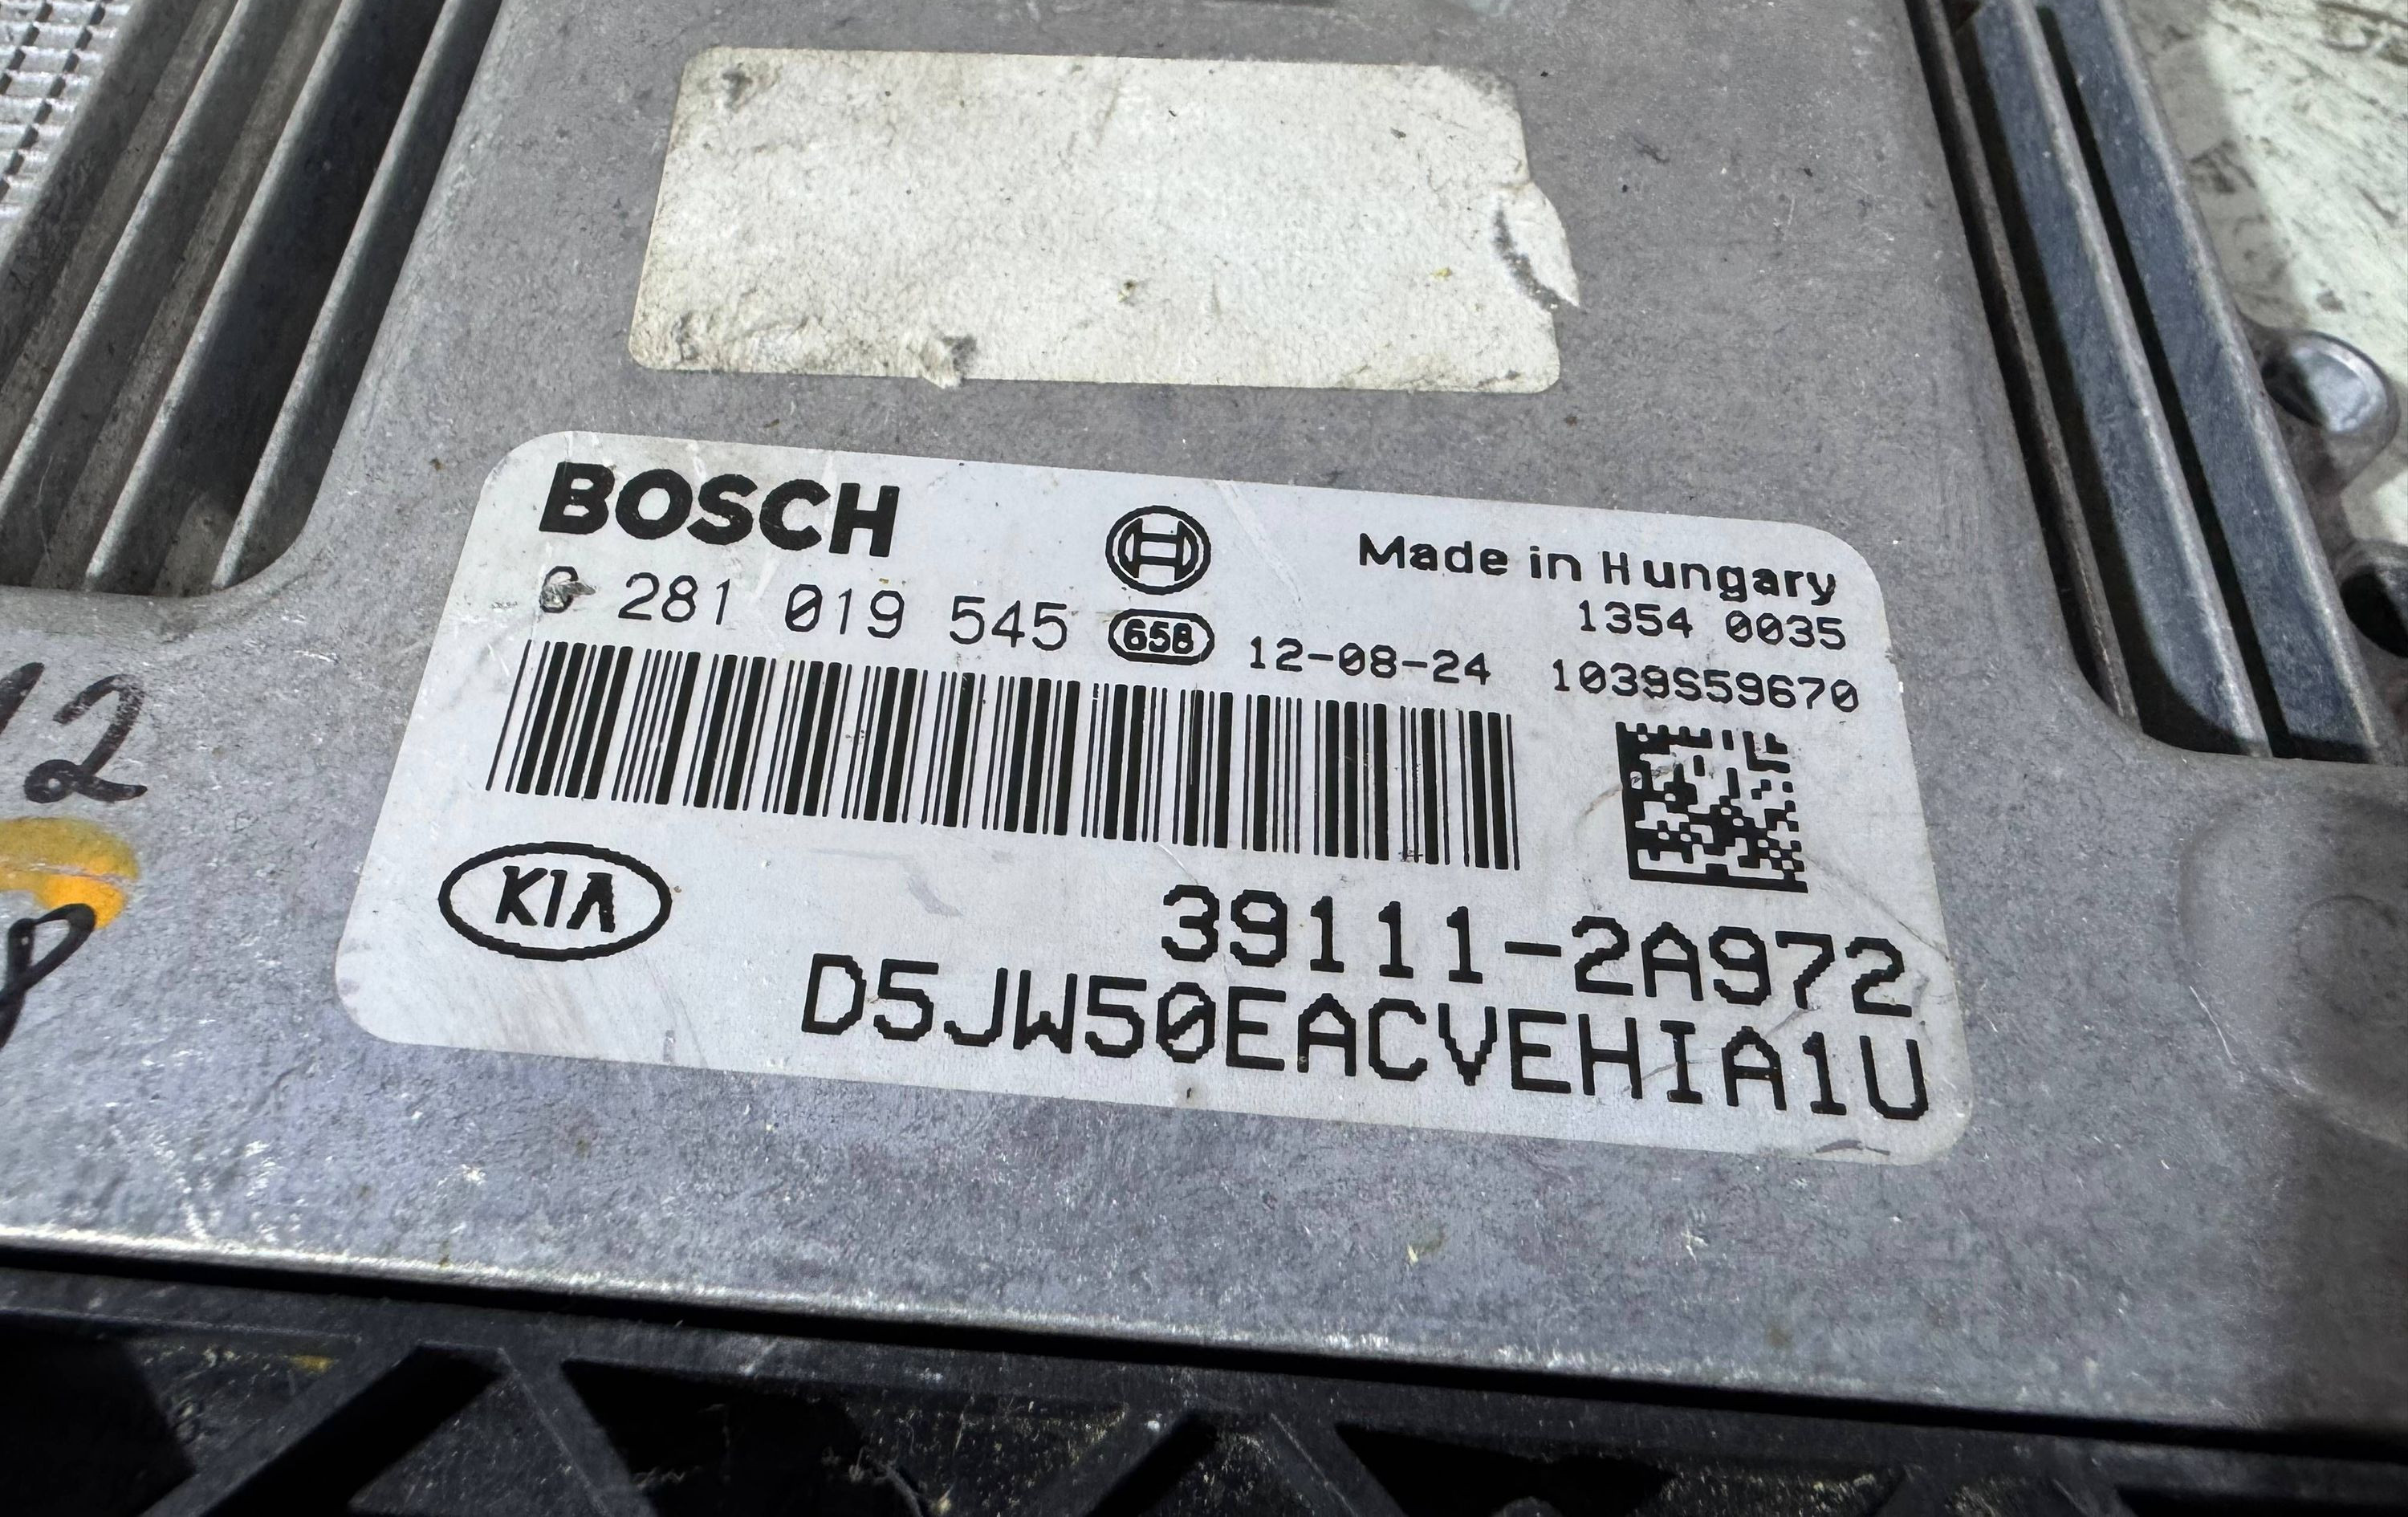 BOSCH
Made in Hungary
0 281 019 545
658
12-08-24
1354 0035
1039S59670
KIA
39111-2A972
D5JW50EACVEHIA1U
12